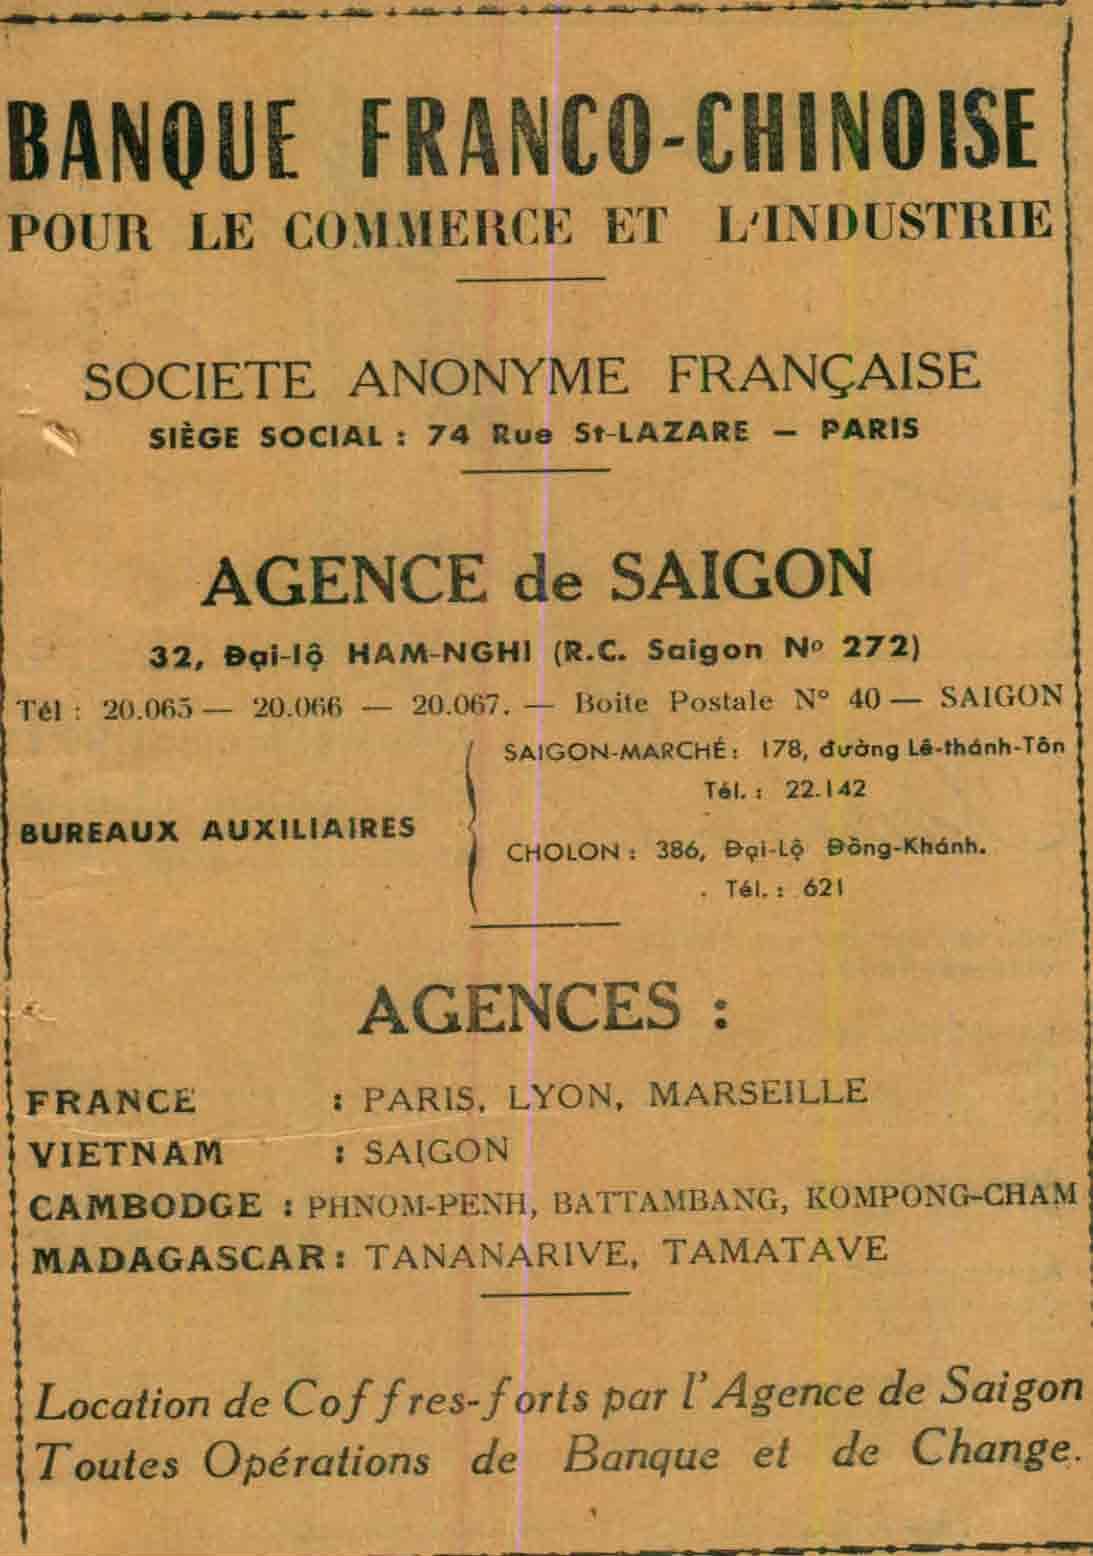 BANQUE FRANCO-CHINOISE
POUR LE COMMERCE ET L'INDUSTRIE
SOCIETE ANONYME FRANÇAISE
SIÈGE SOCIAL : 74 Rue St-LAZARE — PARIS
AGENCE de SAIGON
32, Đại-lộ HAM-NGHI (R.C. Saigon Nº 272)
Tél : 20.065 — 20.066 — 20.067. — Boite Postale N° 40 — SAIGON
BUREAUX AUXILIAIRES
SAIGON-MARCHÉ : 178, đường Lê-thánh-Tôn
Tél. : 22.142
CHOLON : 386, Đại-Lộ Đồng-Khánh.
Tél. : 621
AGENCES :
FRANCE : PARIS, LYON, MARSEILLE
VIETNAM : SAIGON
CAMBODGE : PHNOM-PENH, BATTAMBANG, KOMPONG-CHAM
MADAGASCAR : TANANARIVE, TAMATAVE
Location de Coffres-forts par l'Agence de Saigon
Toutes Opérations de Banque et de Change.